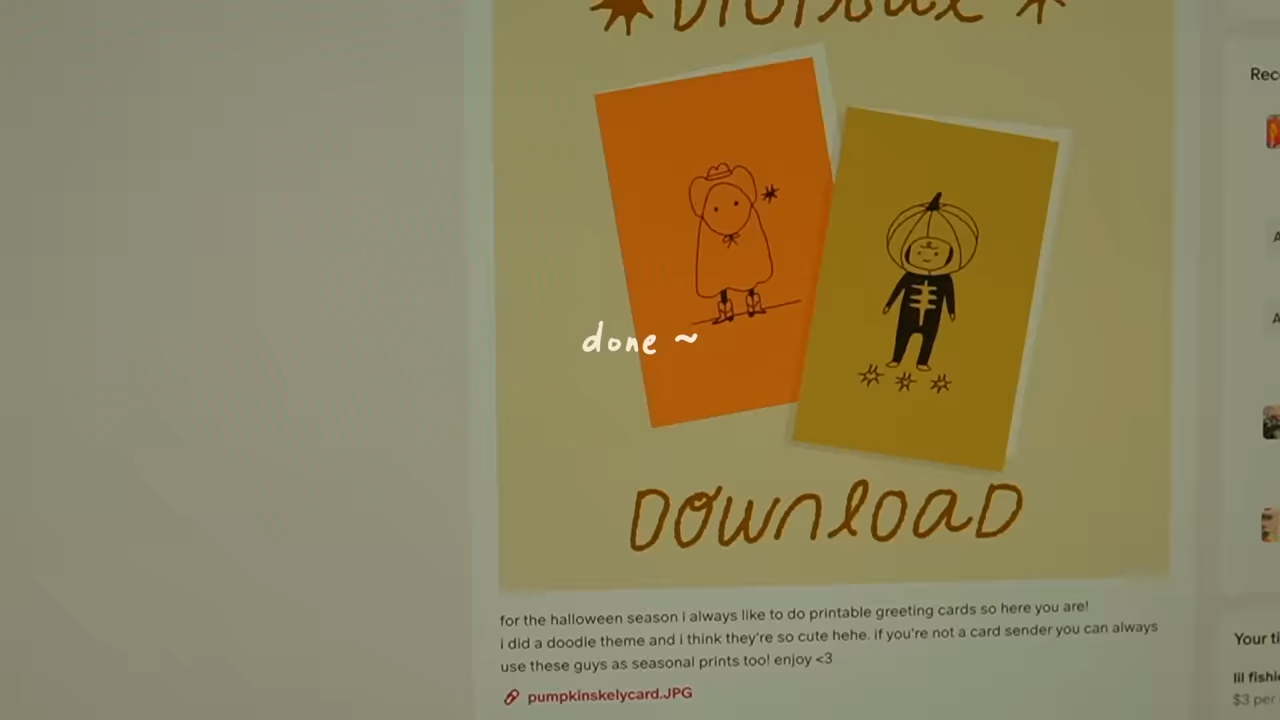 Rec
done ~
DOWNLOAD
for the halloween season i always like to do printable greeting cards so here you are!
i did a doodle theme and i think they're so cute hehe. if you're not a card sender you can always
use these guys as seasonal prints too! enjoy <3
pumpkinskelycard.JPG
Your ti
lil fishi
$3 per